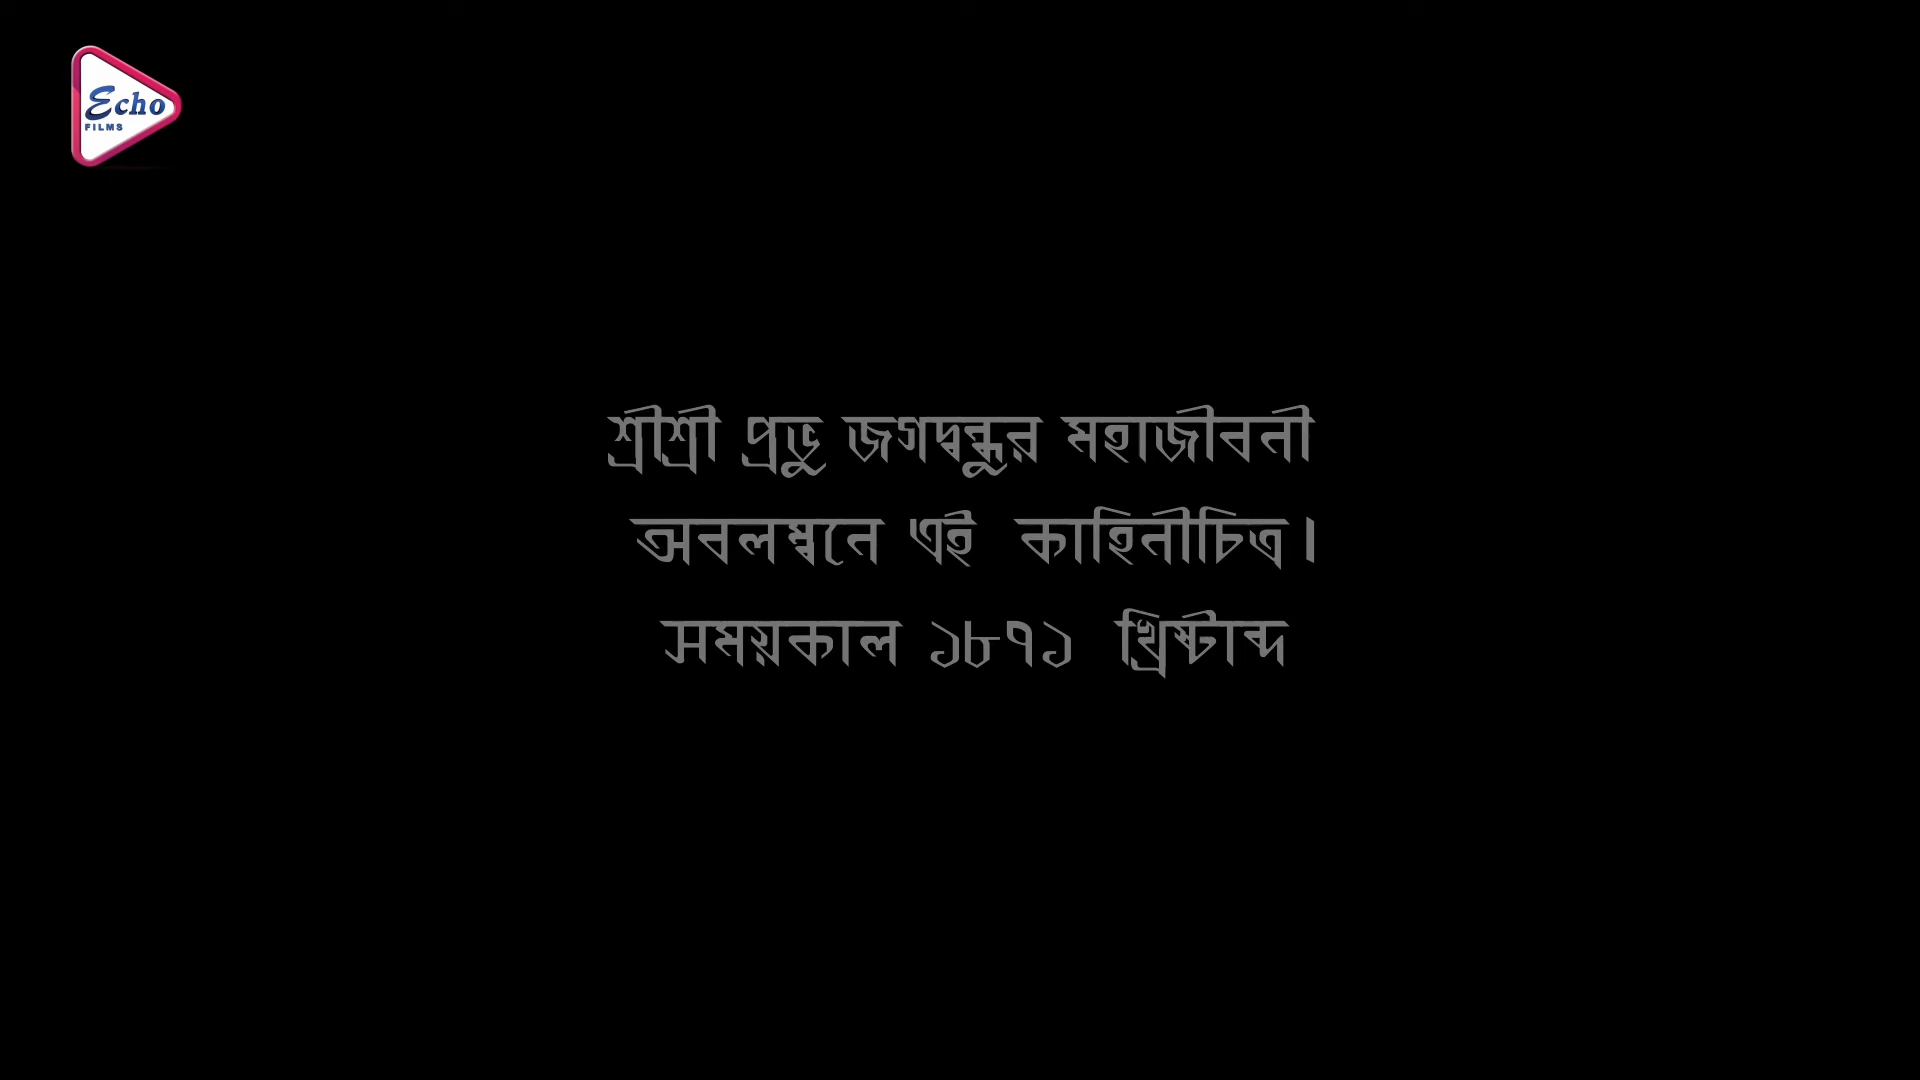 Echo
FILMS
শ্রীশ্রী প্রভু জগদ্বন্ধুর মহাজীবনী
অবলম্বনে এই কাহিনীচিত্র।
সময়কাল ১৮৭১ খ্রিষ্টাব্দ